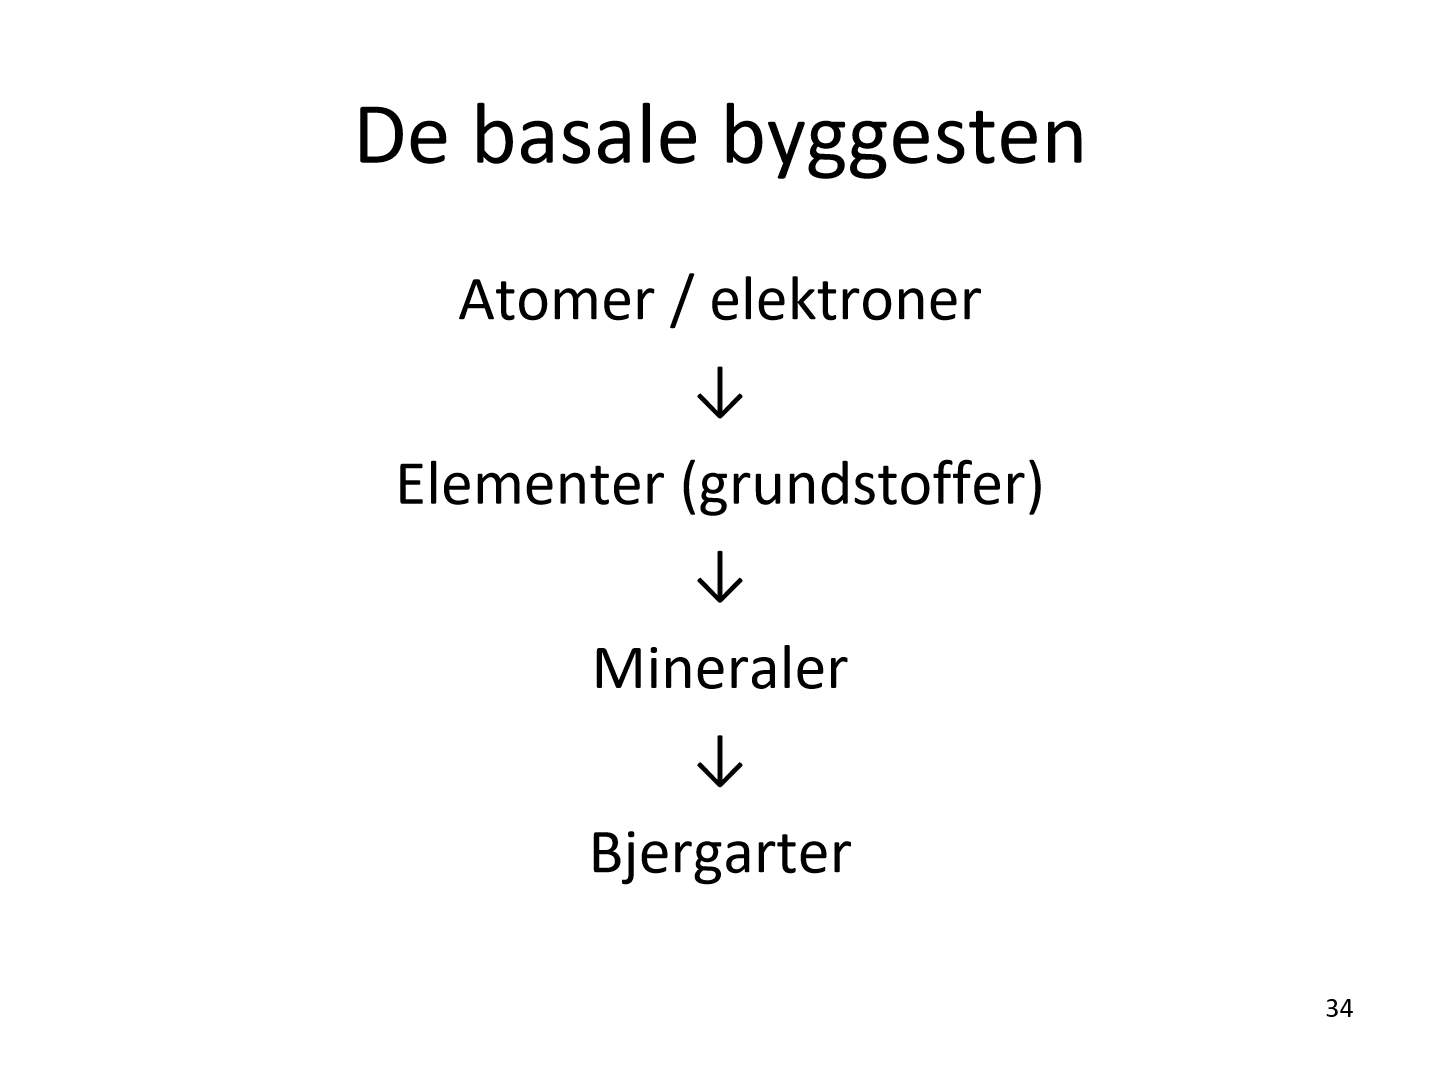 De basale byggesten
Atomer / elektroner
↓
Elementer (grundstoffer)
↓
Mineraler
↓
Bjergarter
34